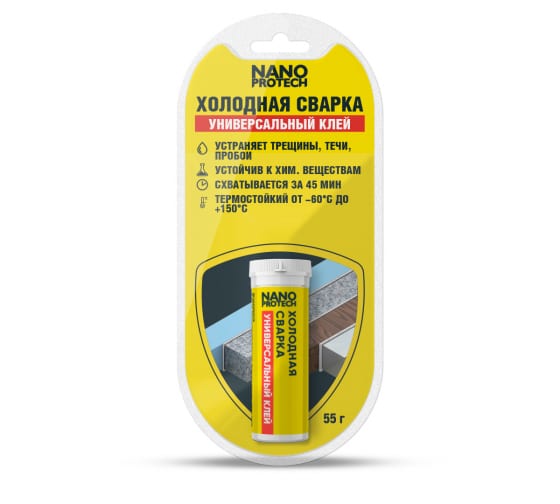 NANO
PROTECH
ХОЛОДНАЯ СВАРКА
УНИВЕРСАЛЬНЫЙ КЛЕЙ
УСТРАНЯЕТ ТРЕЩИНЫ, ТЕЧИ,
ПРОБОИ
УСТОЙЧИВ К ХИМ. ВЕЩЕСТВАМ
СХВАТЫВАЕТСЯ ЗА 45 МИН
ТЕРМОСТОЙКИЙ ОТ –60°С ДО
+150°С
NANO
PROTECH
ХОЛОДНАЯ
СВАРКА
УНИВЕРСАЛЬНЫЙ КЛЕЙ
55 г